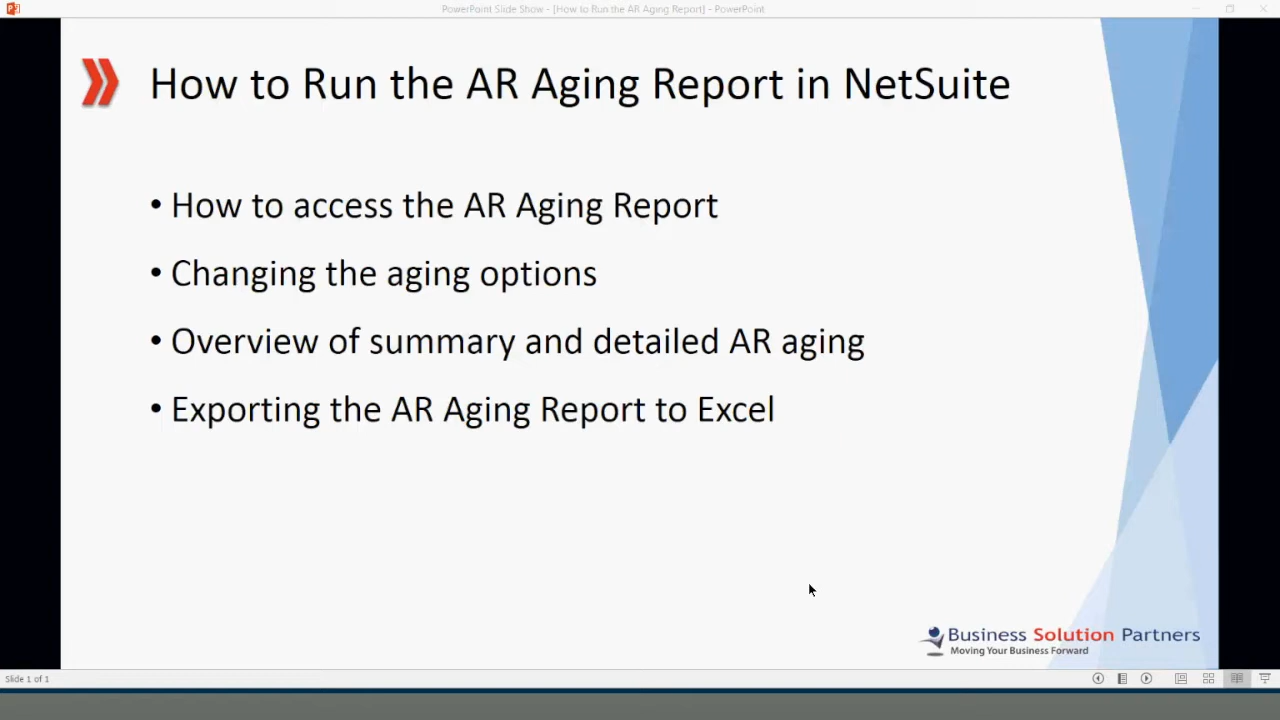 PowerPoint Slide Show - [How to Run the AR Aging Report] - PowerPoint
How to Run the AR Aging Report in NetSuite
• How to access the AR Aging Report
• Changing the aging options
• Overview of summary and detailed AR aging
• Exporting the AR Aging Report to Excel
Business Solution Partners
Moving Your Business Forward
Slide 1 of 1